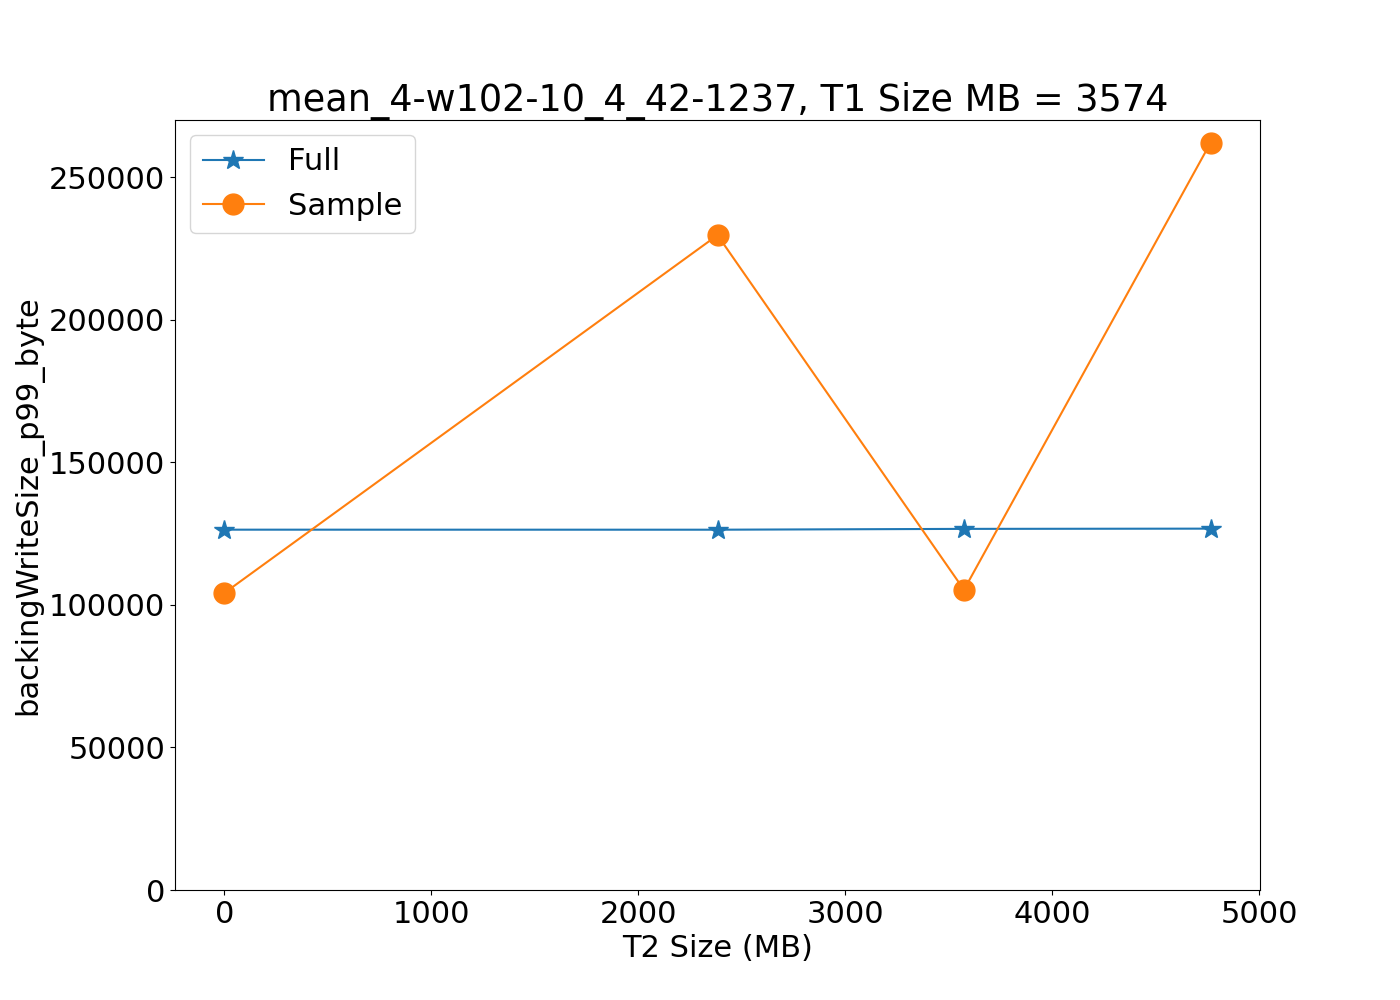 mean_4-w102-10_4_42-1237, T1 Size MB = 3574
Full
Sample
backingWriteSize_p99_byte
250000
200000
150000
100000
50000
0
0 1000 2000 3000 4000 5000
T2 Size (MB)